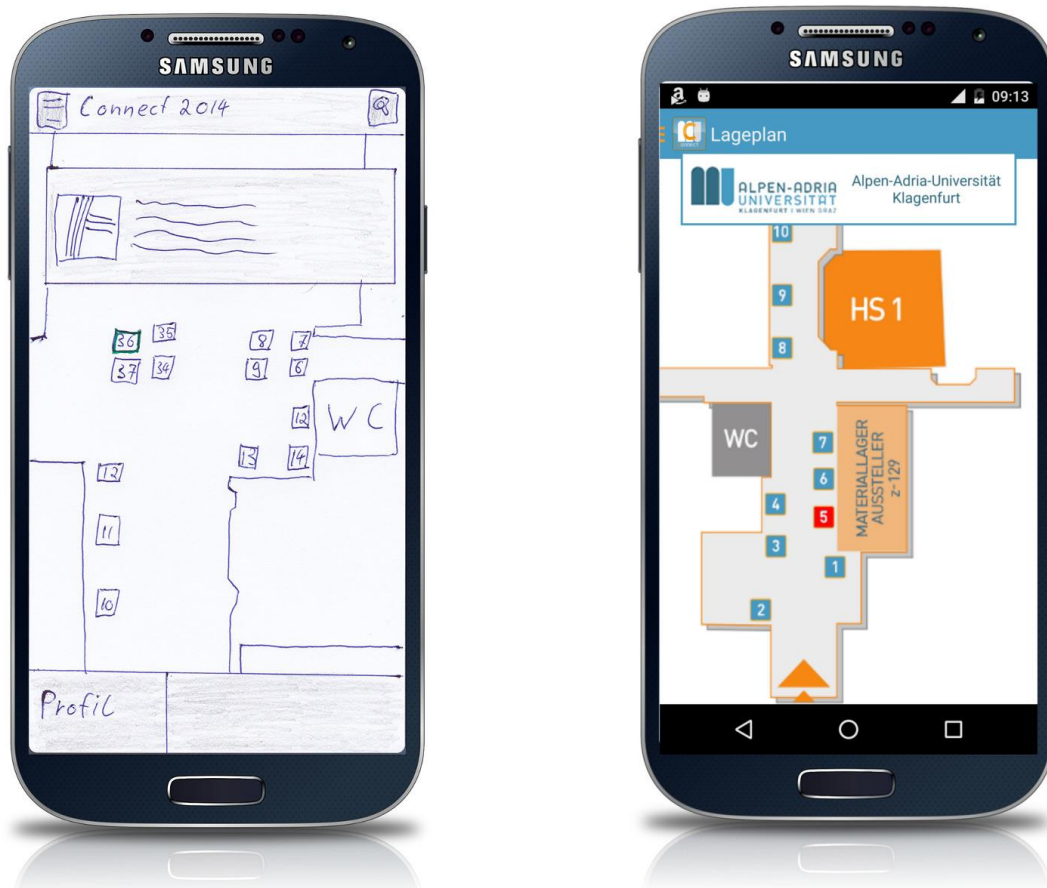 SAMSUNG
Connect 2014
36
35
8
7
37
34
9
6
12
WC
13
14
12
11
10
Profil
SAMSUNG
09:13
Lageplan
ALPEN-ADRIA
UNIVERSITÄT
KLAGENFURT | WIEN GRAZ
Alpen-Adria-Universität
Klagenfurt
10
9
HS 1
8
WC
7
MATERIALLAGER
AUSSTELLER
z-129
6
4
5
3
1
2